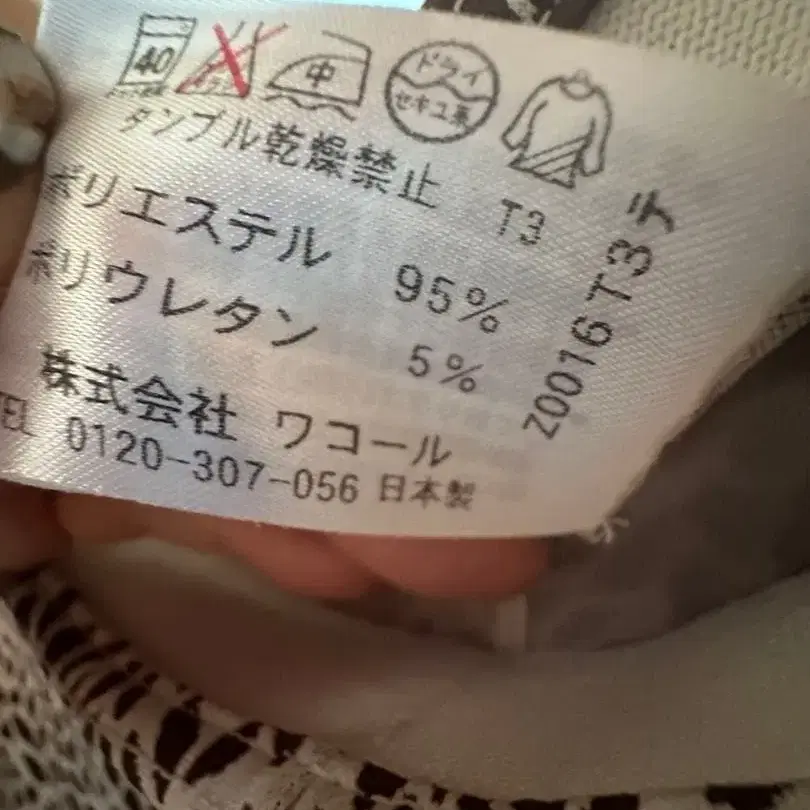 40
中
ドライ
セキユ系
タンブル乾燥禁止 T3
ポリエステル 95%
ポリウレタン 5%
株式会社 ワコール
TEL 0120-307-056 日本製
Z0016T3テ